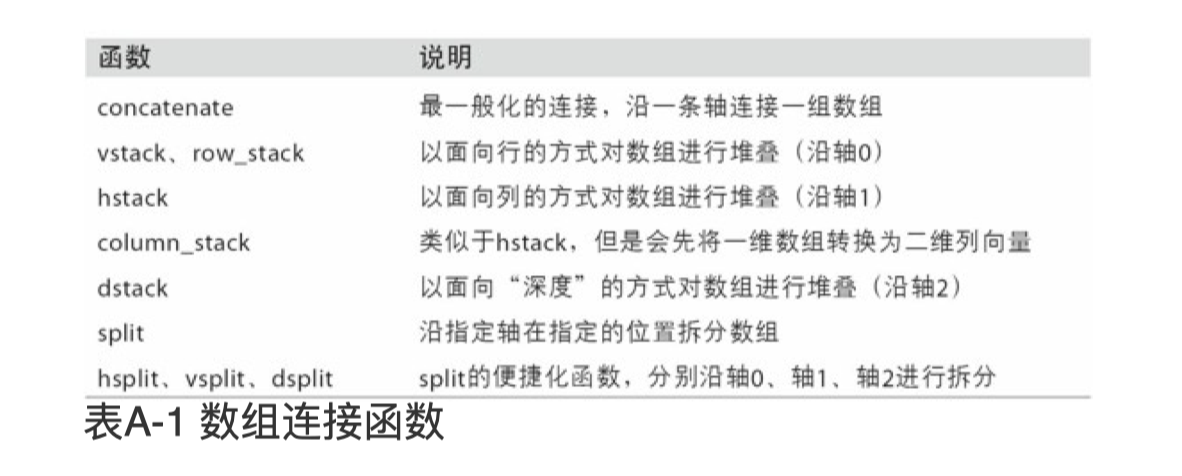 函数 说明
concatenate 最一般化的连接，沿一条轴连接一组数组
vstack、row_stack 以面向行的方式对数组进行堆叠（沿轴0）
hstack 以面向列的方式对数组进行堆叠（沿轴1）
column_stack 类似于hstack，但是会先将一维数组转换为二维列向量
dstack 以面向“深度”的方式对数组进行堆叠（沿轴2）
split 沿指定轴在指定的位置拆分数组
hsplit、vsplit、dsplit split的便捷化函数，分别沿轴0、轴1、轴2进行拆分
表A-1 数组连接函数